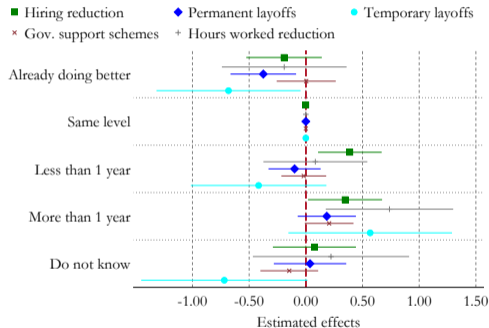 Hiring reduction Permanent layoffs Temporary layoffs
Gov. support schemes Hours worked reduction
Already doing better
Same level
Less than 1 year
More than 1 year
Do not know
-1.00 -0.50 0.00 0.50 1.00 1.50
Estimated effects